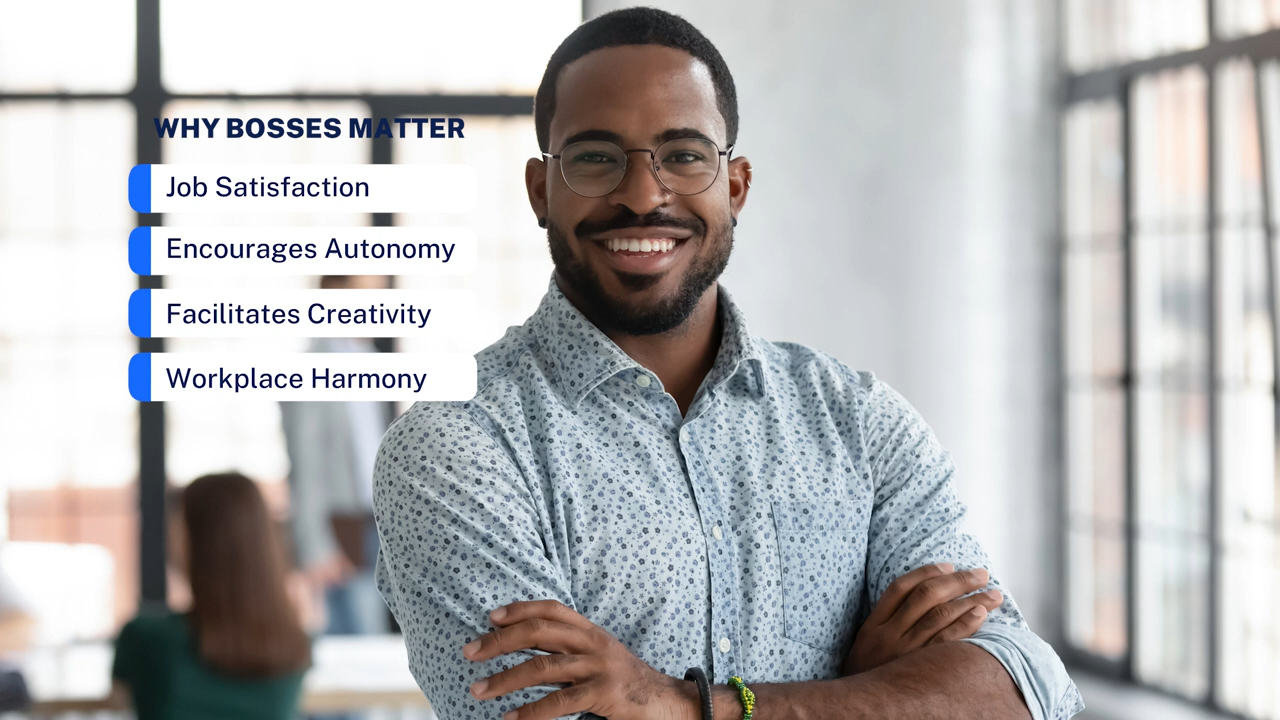 WHY BOSSES MATTER
Job Satisfaction
Encourages Autonomy
Facilitates Creativity
Workplace Harmony